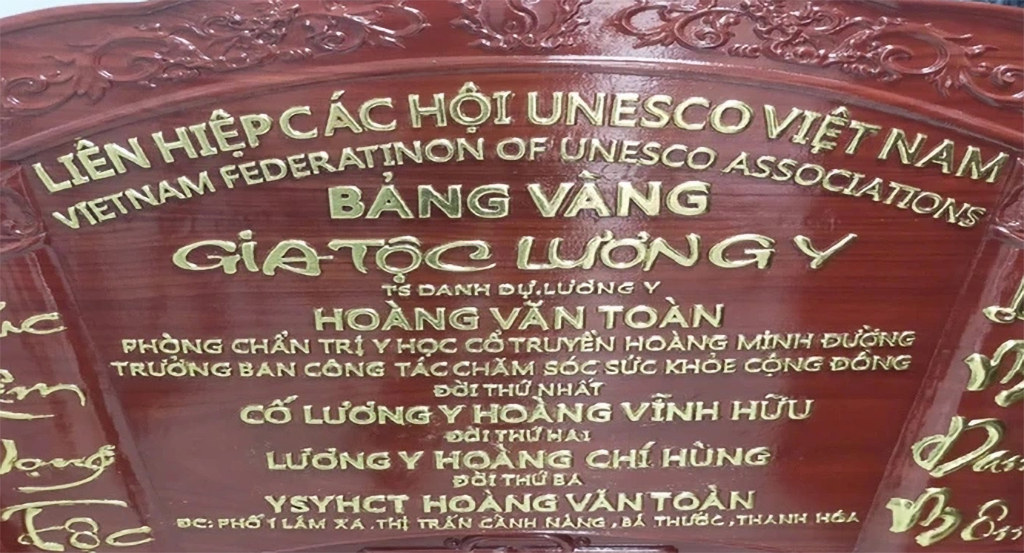 LIÊN HIỆP CÁC HỘI UNESCO VIỆT NAM
VIETNAM FEDERATINON OF UNESCO ASSOCIATIONS
BẢNG VÀNG
GIA TỘC LƯƠNG Y
TS DANH DỰ, LƯƠNG Y
HOÀNG VĂN TOÀN
PHÒNG CHẨN TRỊ Y HỌC CỔ TRUYỀN HOÀNG MINH ĐƯỜNG
TRƯỞNG BAN CÔNG TÁC CHĂM SÓC SỨC KHỎE CỘNG ĐỒNG
ĐỜI THỨ NHẤT
CỐ LƯƠNG Y HOÀNG VĨNH HỮU
ĐỜI THỨ HAI
LƯƠNG Y HOÀNG CHÍ HÙNG
ĐỜI THỨ BA
YSYHCT HOÀNG VĂN TOÀN
ĐC: PHỐ 1 LÂM XA. THỊ TRẤN CÀNH NÀNG, BÁ THƯỚC, THANH HÓA
Tộc